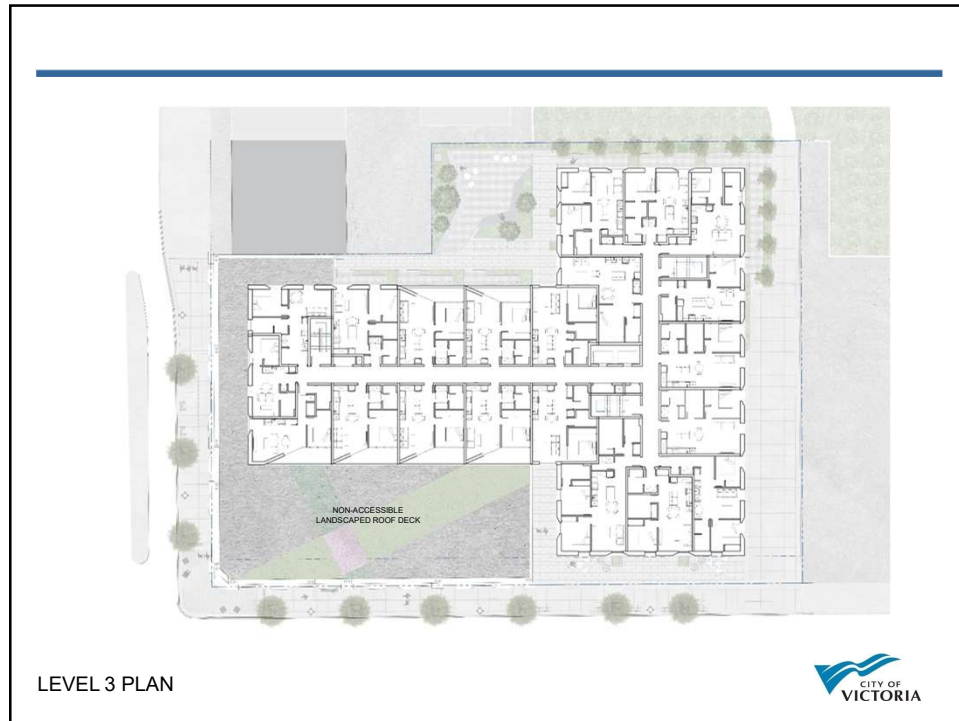 NON-ACCESSIBLE
LANDSCAPED ROOF DECK
LEVEL 3 PLAN
CITY OF
VICTORIA